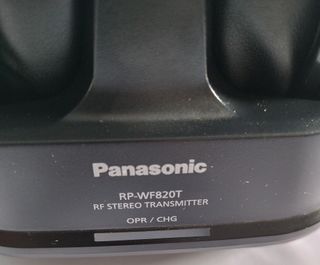 Panasonic
RP-WF820T
RF STEREO TRANSMITTER
OPR / CHG